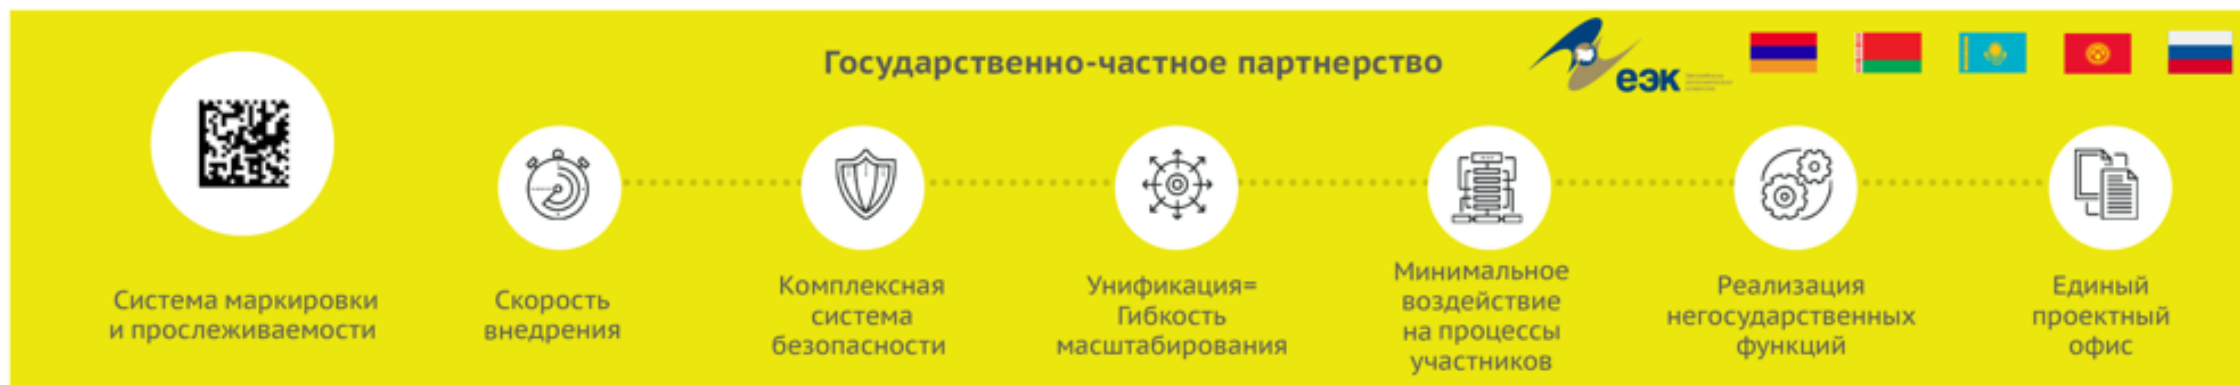 Государственно-частное партнерство
еэк
Система маркировки
и прослеживаемости
Скорость
внедрения
Комплексная
система
безопасности
Унификация=
Гибкость
масштабирования
Минимальное
воздействие
на процессы
участников
Реализация
негосударственных
функций
Единый
проектный
офис